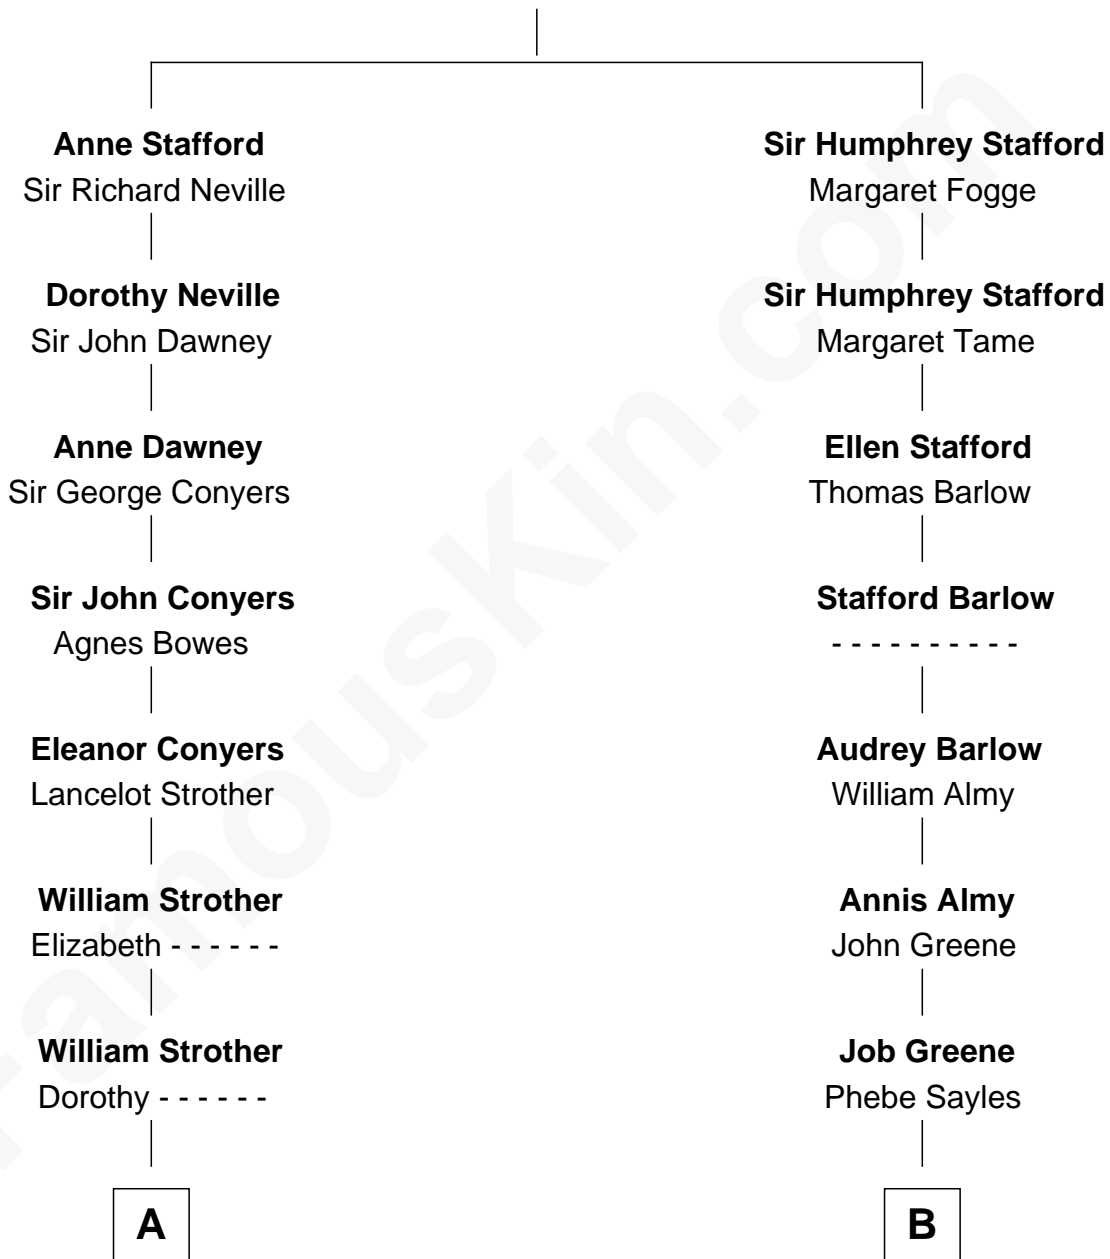 Anne Stafford
Sir Richard Neville
Dorothy Neville
Sir John Dawney
Anne Dawney
Sir George Conyers
Sir John Conyers
Agnes Bowes
Eleanor Conyers
Lancelot Strother
William Strother
Elizabeth - - - - - -
William Strother
Dorothy - - - - - -
A
Sir Humphrey Stafford
Margaret Fogge
Sir Humphrey Stafford
Margaret Tame
Ellen Stafford
Thomas Barlow
Stafford Barlow
- - - - - - - - - -
Audrey Barlow
William Almy
Annis Almy
John Greene
Job Greene
Phebe Sayles
B
FamousKin.com